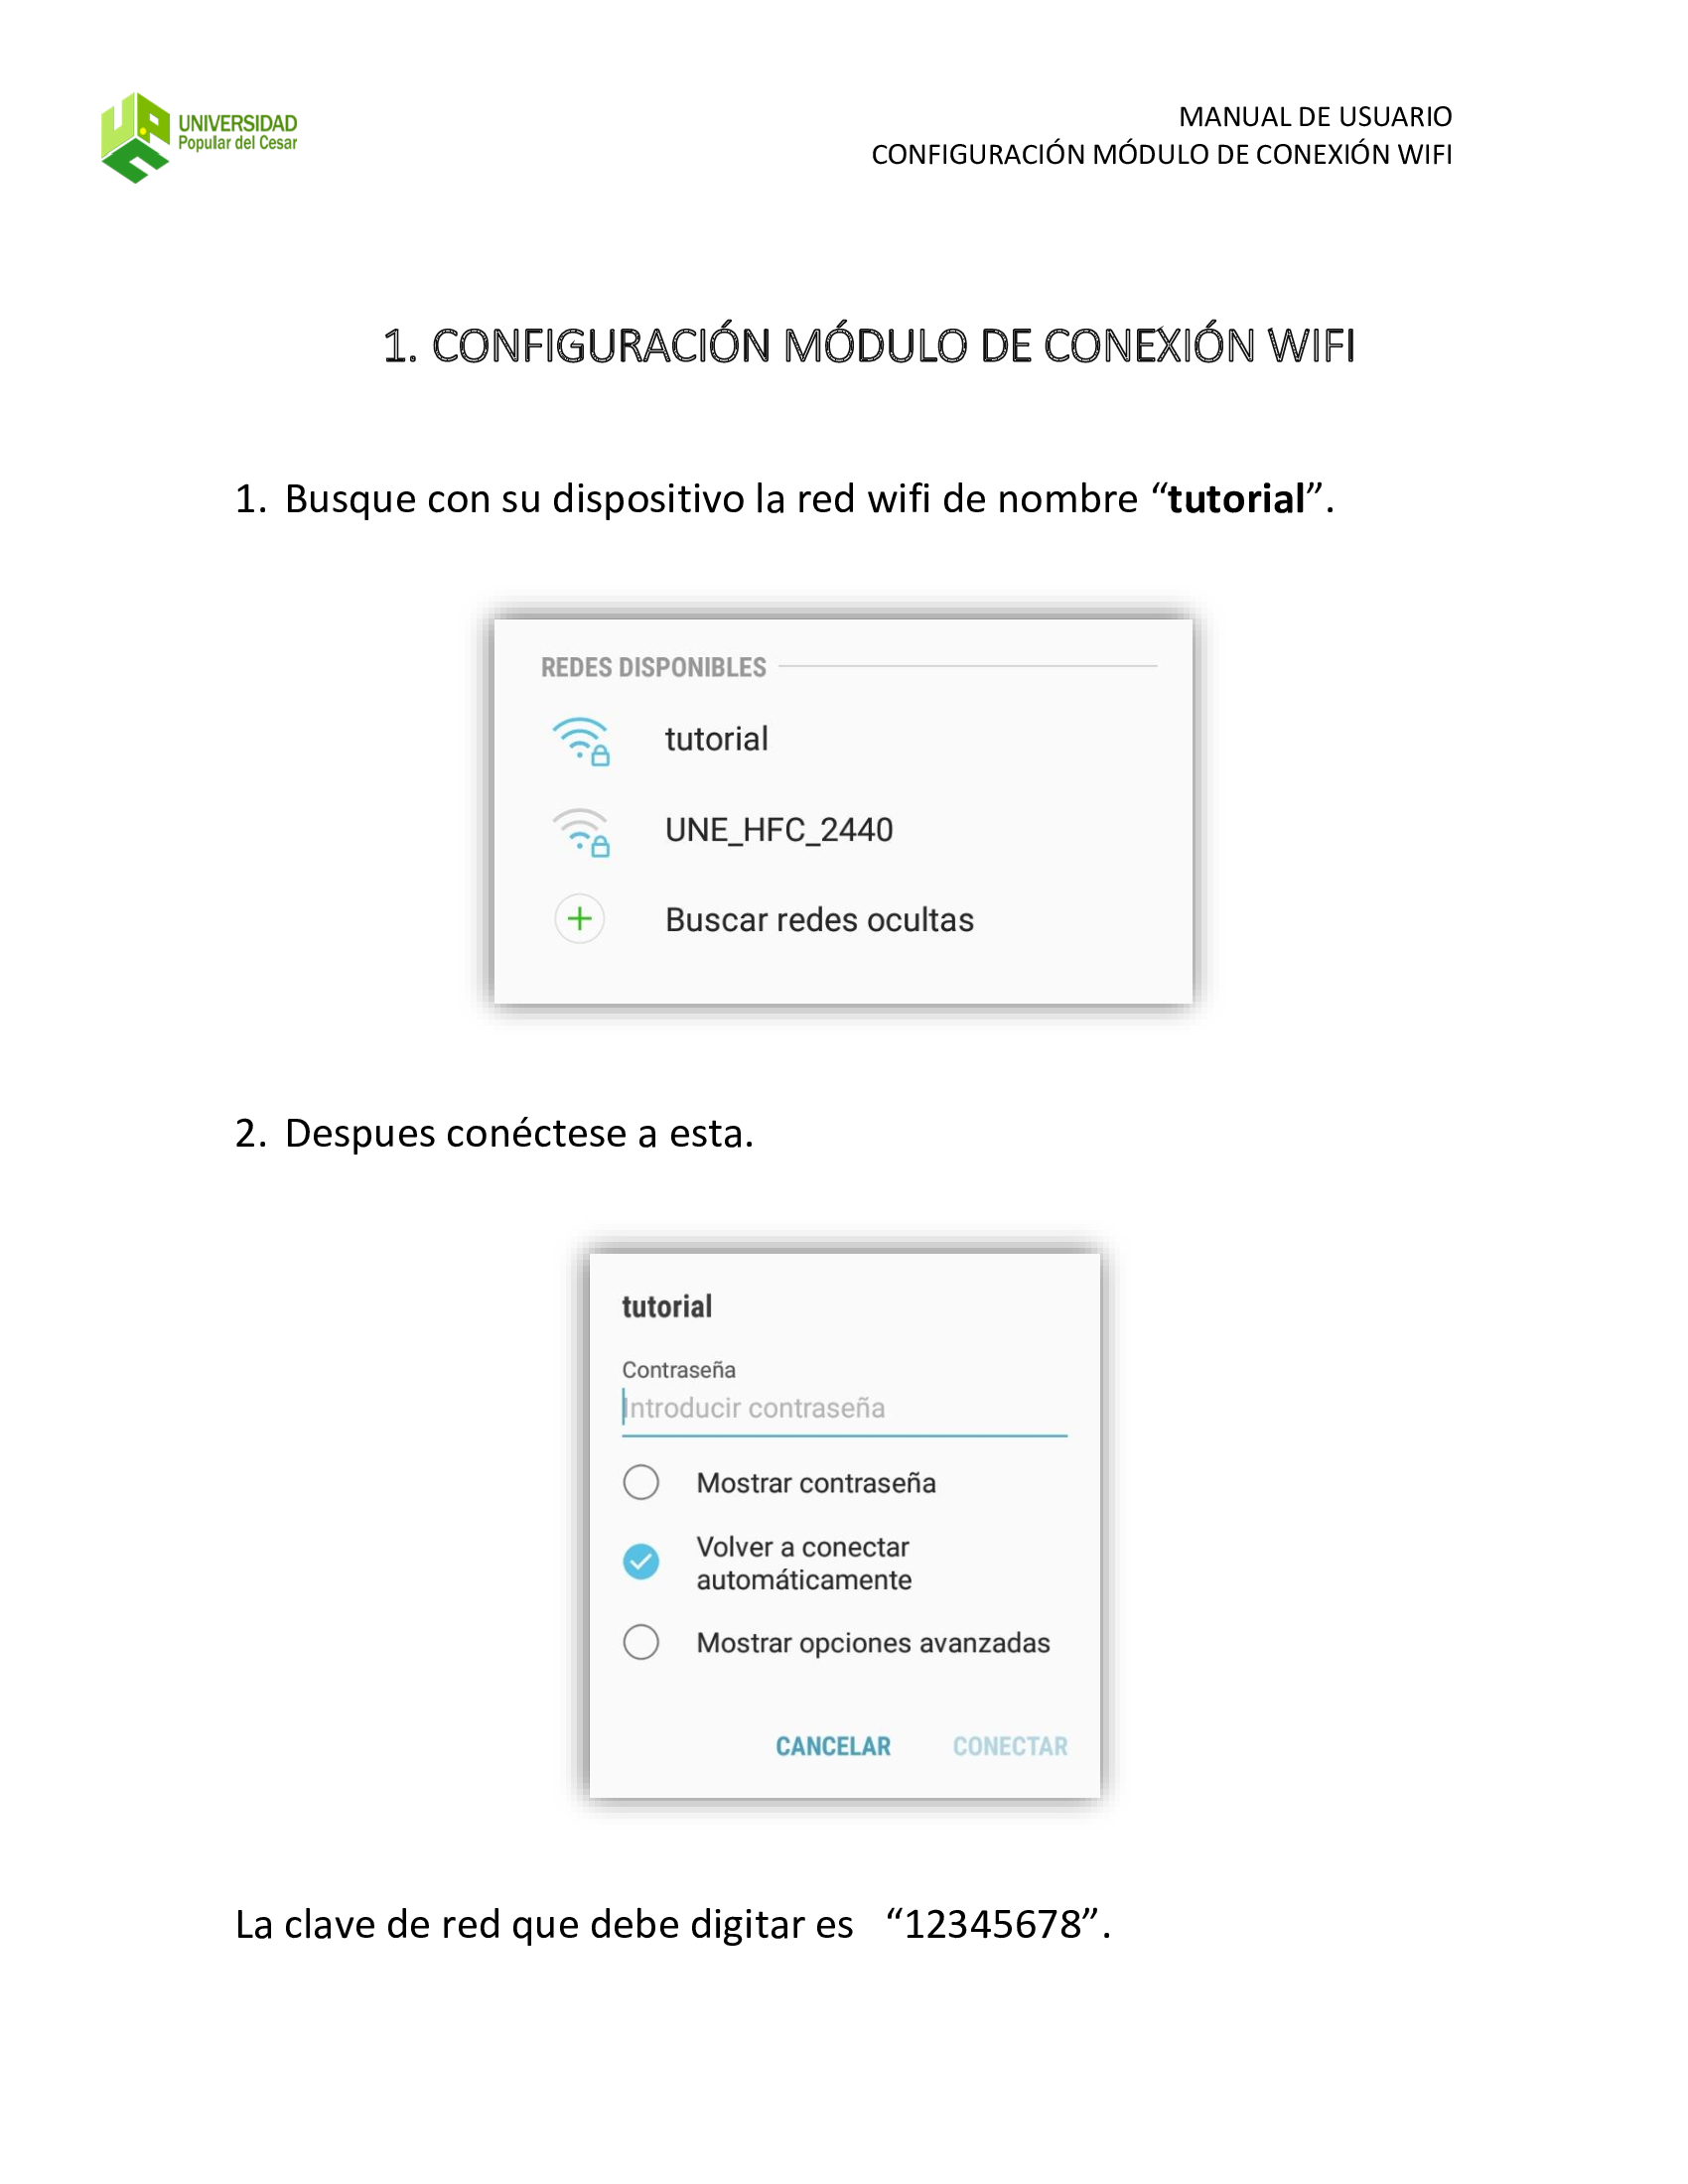 UNIVERSIDAD
Popular del Cesar
MANUAL DE USUARIO
CONFIGURACIÓN MÓDULO DE CONEXIÓN WIFI
1. CONFIGURACIÓN MÓDULO DE CONEXIÓN WIFI
1. Busque con su dispositivo la red wifi de nombre “tutorial”.
REDES DISPONIBLES
tutorial
UNE_HFC_2440
Buscar redes ocultas
2. Despues conéctese a esta.
tutorial
Contraseña
Introducir contraseña
Mostrar contraseña
Volver a conectar
automáticamente
Mostrar opciones avanzadas
CANCELAR CONECTAR
La clave de red que debe digitar es “12345678”.